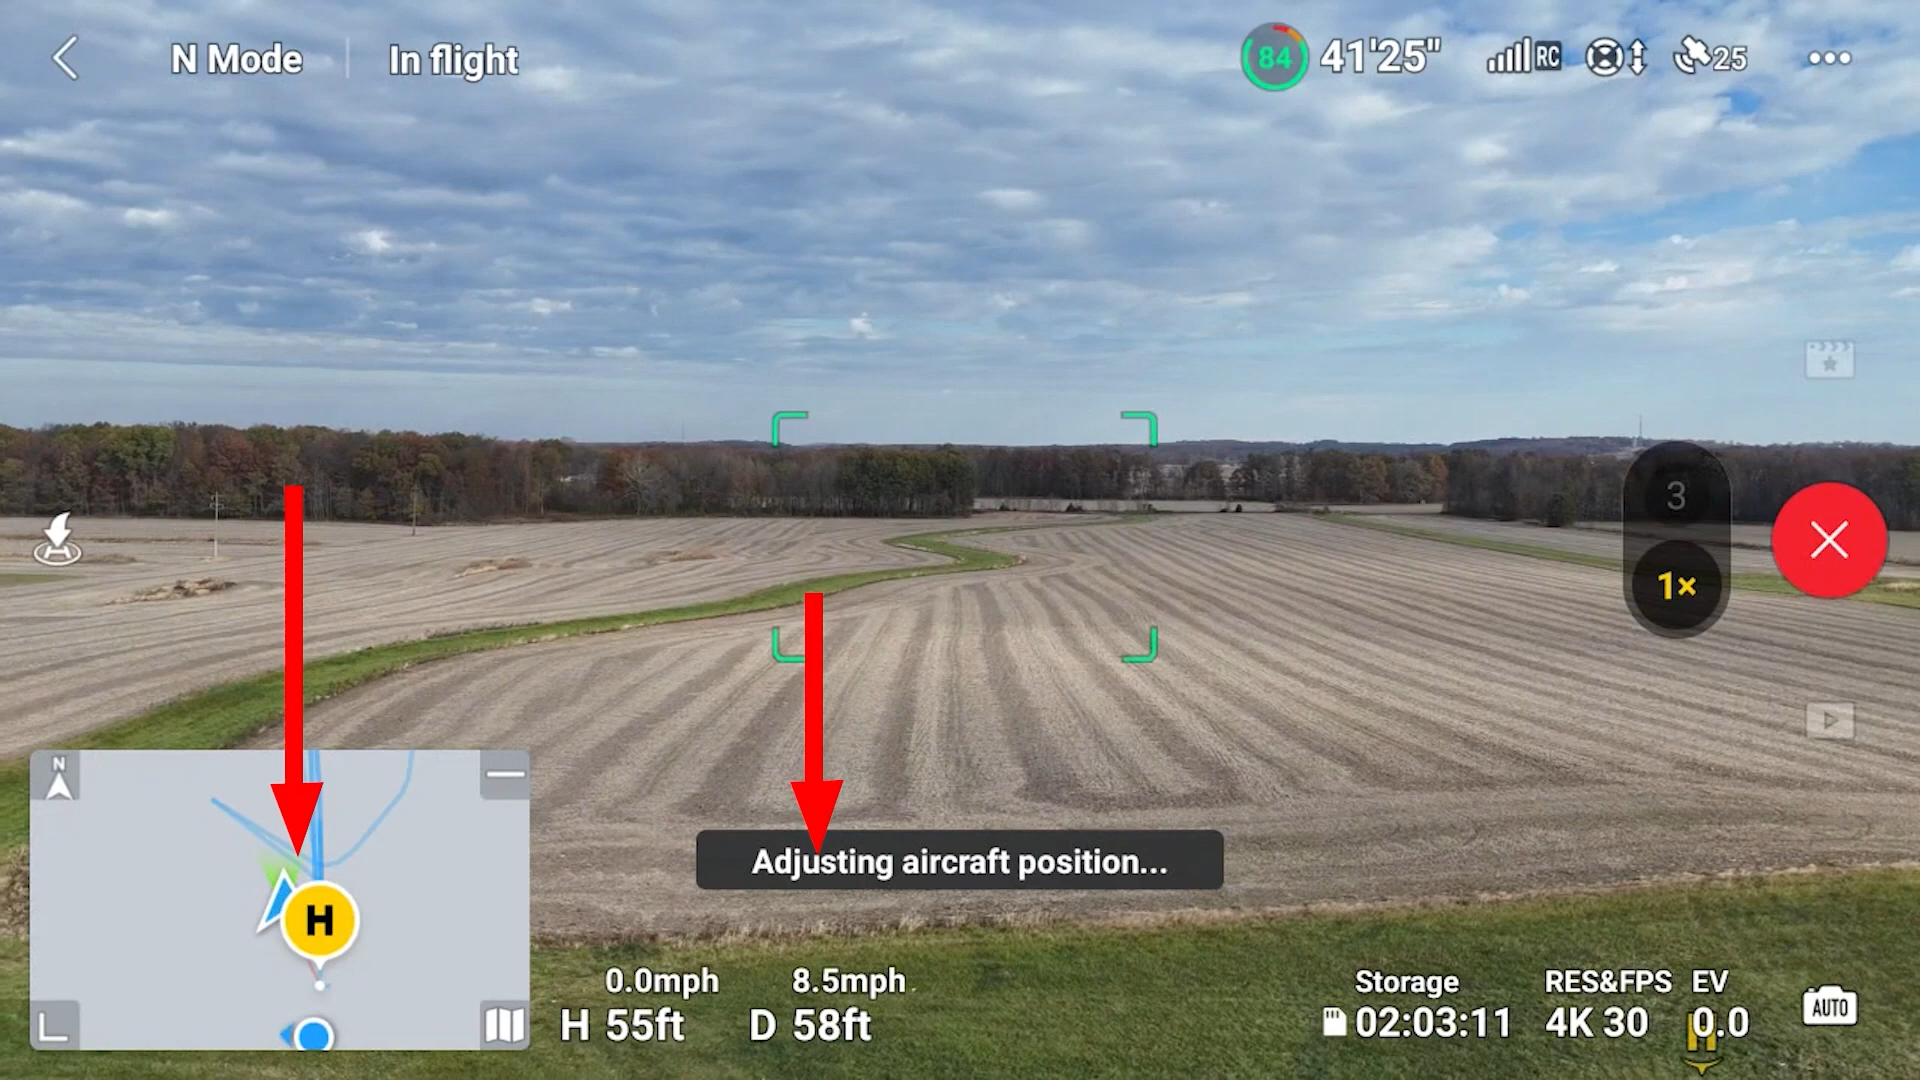 N Mode
In flight
84
41'25"
RC
25
3
1×
N
H
Adjusting aircraft position...
0.0mph
8.5mph
H 55ft
D 58ft
Storage
02:03:11
RES&FPS
4K 30
EV
0.0
H
AUTO